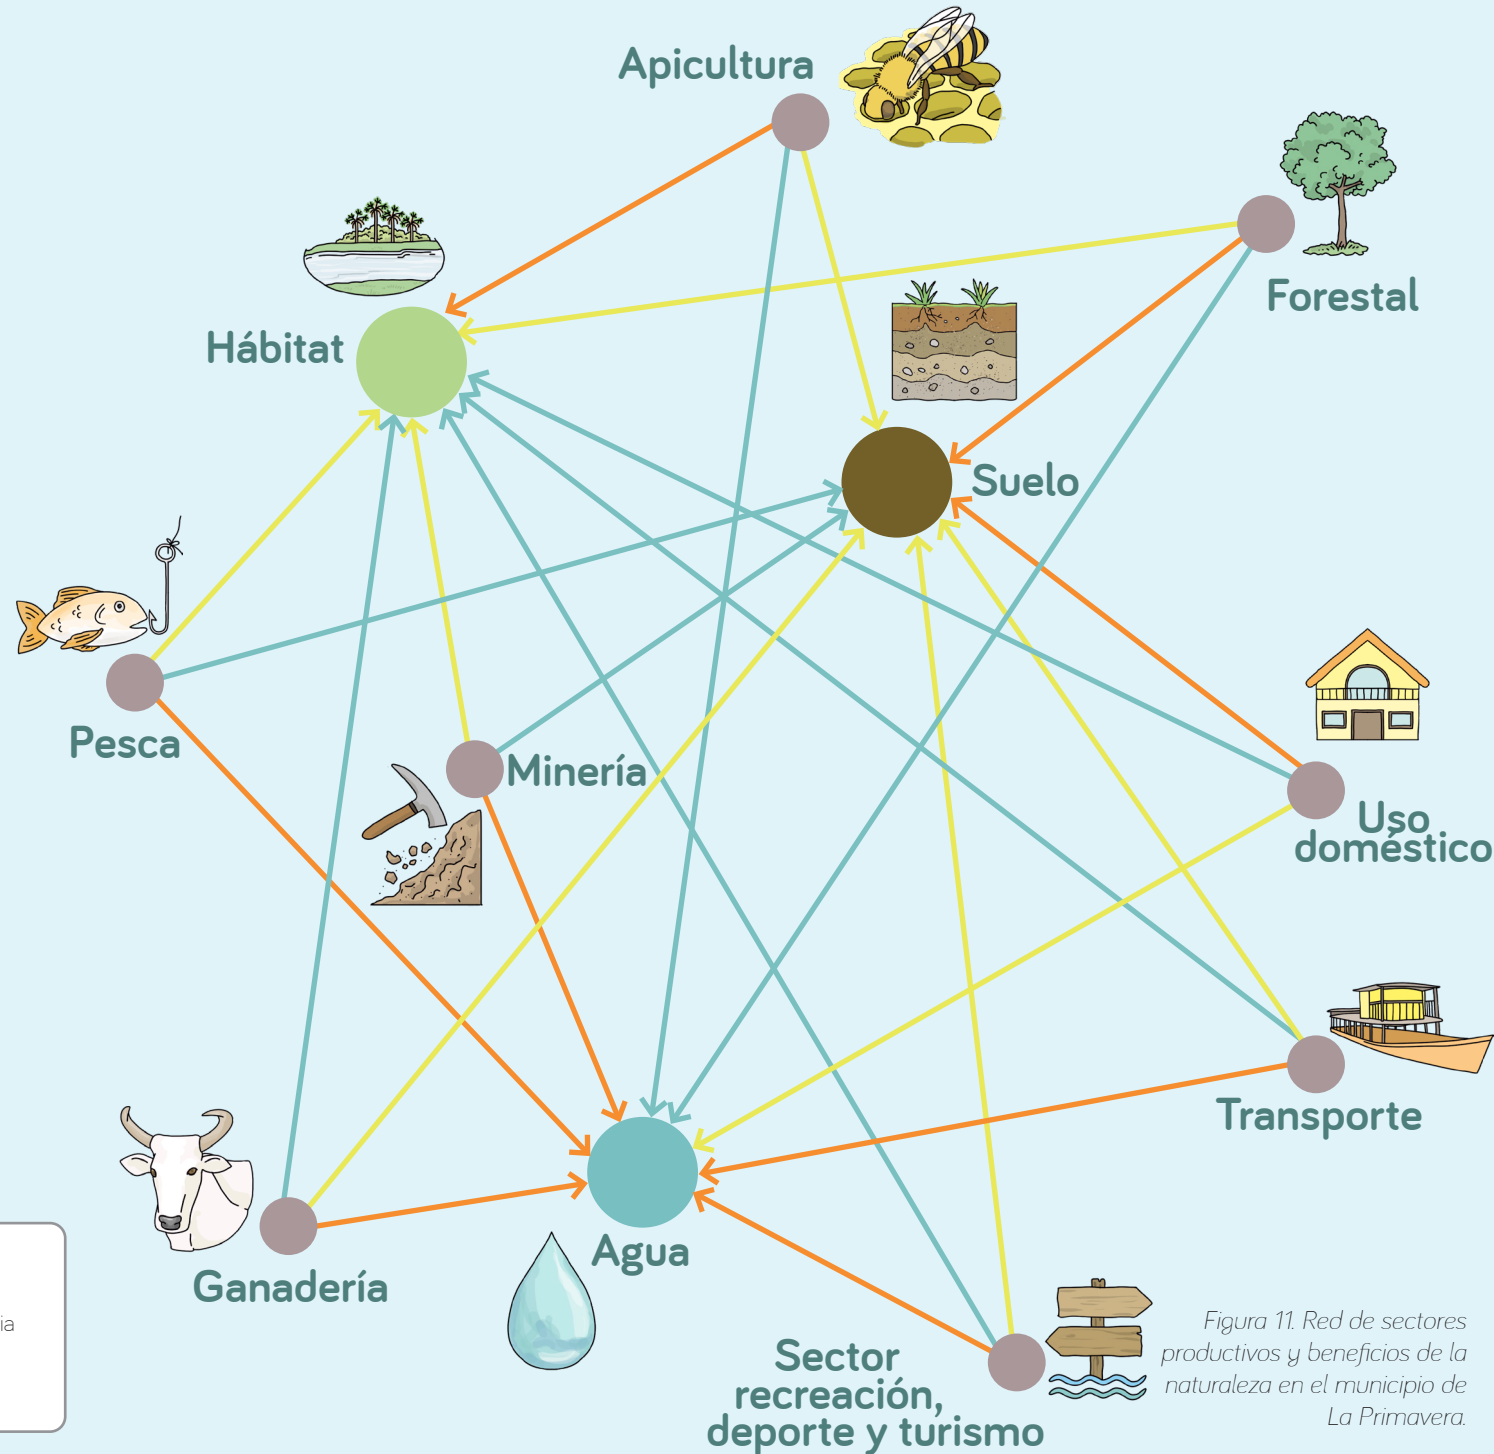 Apicultura
Forestal
Hábitat
Suelo
Pesca
Minería
Uso
doméstico
Transporte
Ganadería
Agua
Sector
recreación,
deporte y turismo
Figura 11. Red de sectores
productivos y beneficios de la
naturaleza en el municipio de
La Primavera.